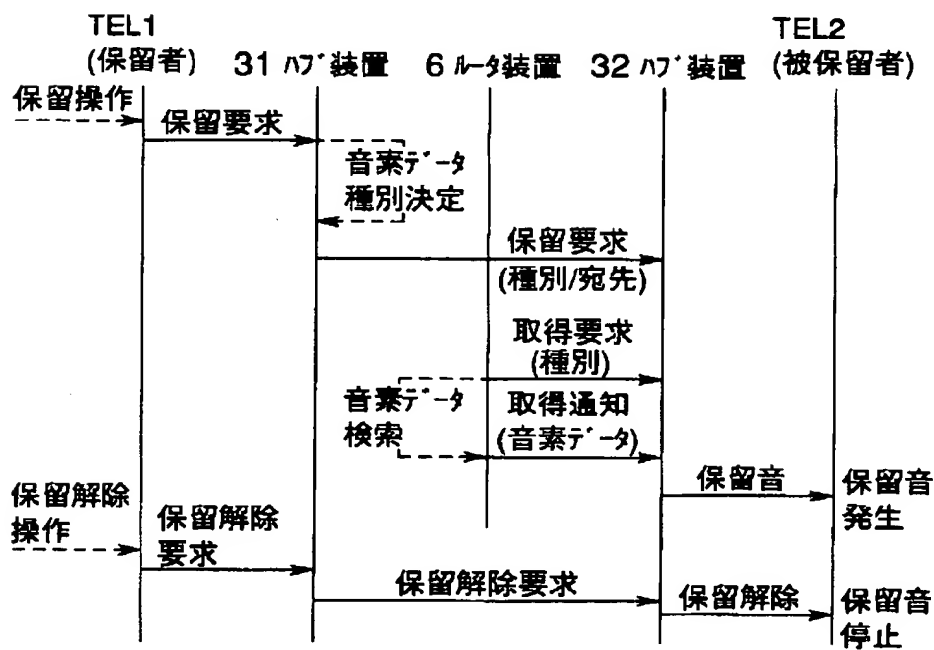 TEL1
(保留者)
31 ﾊﾌﾞ装置
6 ﾙｰﾀ装置
32 ﾊﾌﾞ装置
TEL2
(被保留者)
保留操作
保留要求
音素ﾃﾞｰﾀ
種別決定
保留要求
(種別/宛先)
取得要求
(種別)
音素ﾃﾞｰﾀ
検索
取得通知
(音素ﾃﾞｰﾀ)
保留音
保留音
発生
保留解除
操作
保留解除
要求
保留解除要求
保留解除
保留音
停止